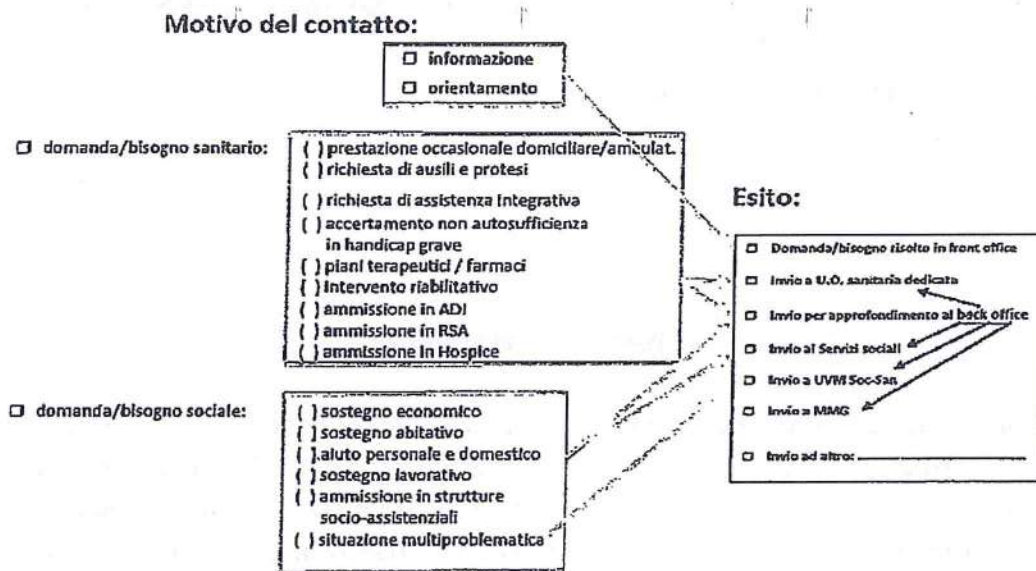 Motivo del contatto:
☐ informazione
☐ orientamento
☐ domanda/bisogno sanitario:
( ) prestazione occasionale domiciliare/ambulat.
( ) richiesta di ausili e protesi
( ) richiesta di assistenza integrativa
( ) accertamento non autosufficienza
in handicap grave
( ) piani terapeutici / farmaci
( ) intervento riabilitativo
( ) ammissione in ADI
( ) ammissione in RSA
( ) ammissione in Hospice
☐ domanda/bisogno sociale:
( ) sostegno economico
( ) sostegno abitativo
( ) aiuto personale e domestico
( ) sostegno lavorativo
( ) ammissione in strutture
socio-assistenziali
( ) situazione multiproblematica
Esito:
☐ Domanda/bisogno risolto in front office
☐ Invio a U.O. sanitaria dedicata
☐ Invio per approfondimento al back office
☐ Invio ai Servizi sociali
☐ Invio a UVM Soc-San
☐ Invio a MMG
☐ Invio ad altro: ____________________